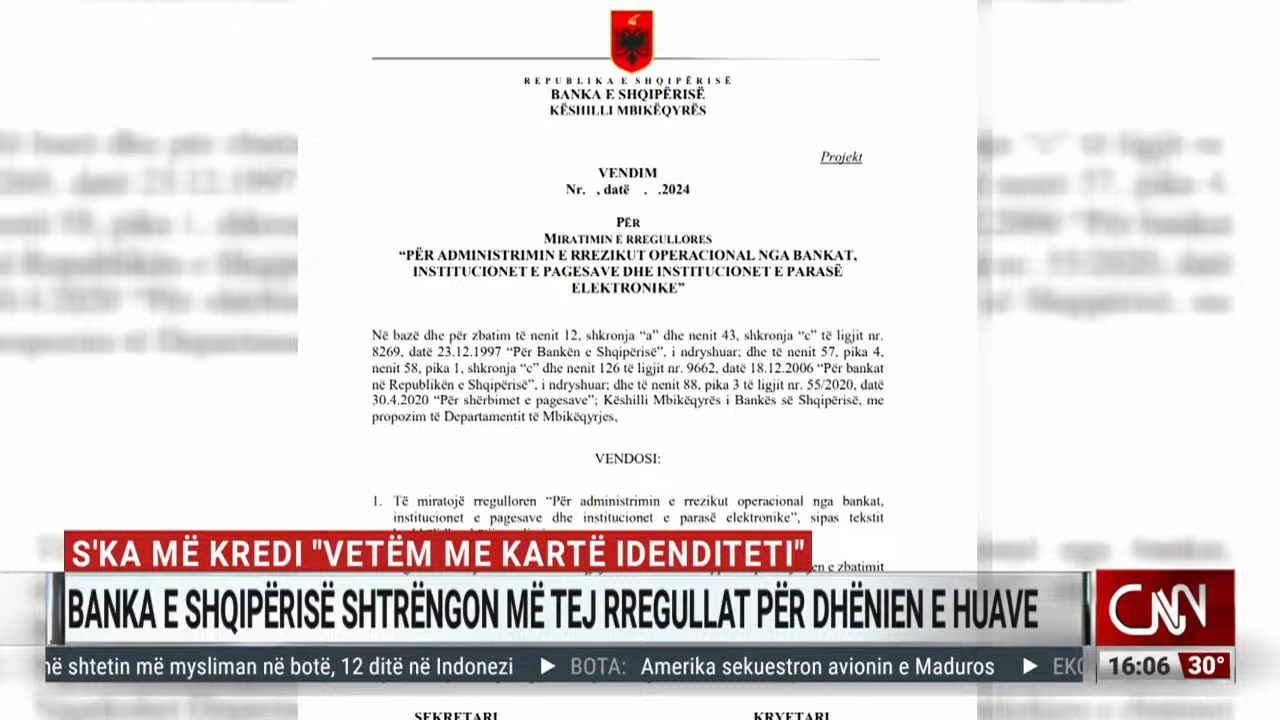 REPUBLIKA E SHQIPËRISË
BANKA E SHQIPËRISË
KËSHILLI MBIKËQYRËS
Projekt
VENDIM
Nr. , datë . .2024
PËR
MIRATIMIN E RREGULLORES
“PËR ADMINISTRIMIN E RREZIKUT OPERACIONAL NGA BANKAT,
INSTITUCIONET E PAGESAVE DHE INSTITUCIONET E PARASË
ELEKTRONIKE”
Në bazë dhe për zbatim të nenit 12, shkronja “a” dhe nenit 43, shkronja “c” të ligjit nr.
8269, datë 23.12.1997 “Për Bankën e Shqipërisë”, i ndryshuar; dhe të nenit 57, pika 4,
nenit 58, pika 1, shkronja “c” dhe nenit 126 të ligjit nr. 9662, datë 18.12.2006 “Për bankat
në Republikën e Shqipërisë”, i ndryshuar; dhe të nenit 88, pika 3 të ligjit nr. 55/2020, datë
30.4.2020 “Për shërbimet e pagesave”; Këshilli Mbikëqyrës i Bankës së Shqipërisë, me
propozim të Departamentit të Mbikëqyrjes,
VENDOSI:
1. Të miratojë rregulloren “Për administrimin e rrezikut operacional nga bankat,
institucionet e pagesave dhe institucionet e parasë elektronike”, sipas tekstit
en e zbatimit
S'KA MË KREDI "VETËM ME KARTË IDENDITETI"
BANKA E SHQIPËRISË SHTRËNGON MË TEJ RREGULLAT PËR DHËNIEN E HUAVE
CNN
në shtetin më mysliman në botë, 12 ditë në Indonezi ▶ BOTA: Amerika sekuestron avionin e Maduros ▶ EKO
16:06 30°
SEKRETARI KRYETARI